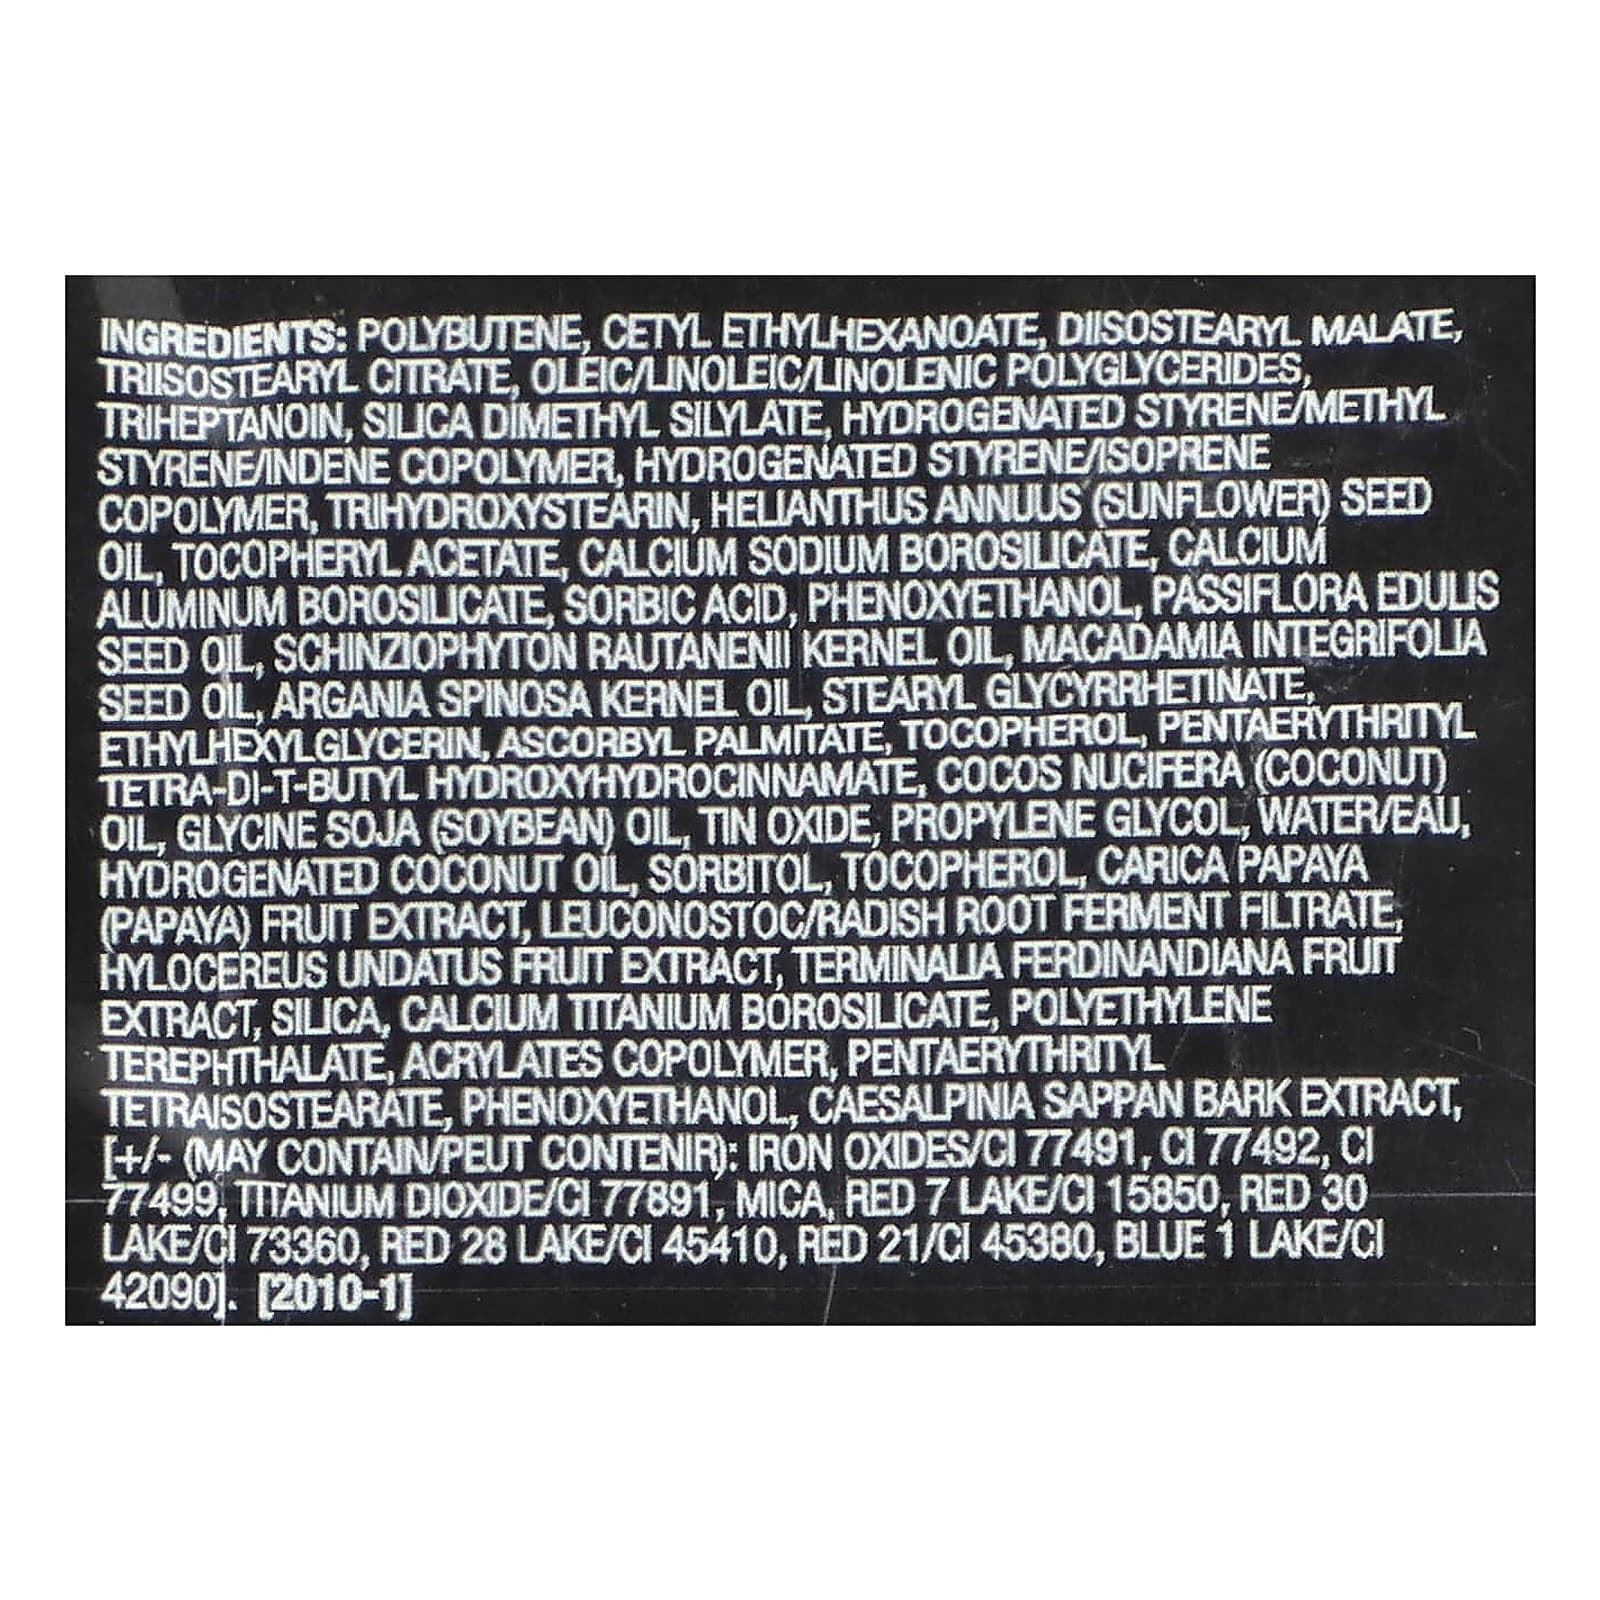 INGREDIENTS: POLYBUTENE, CETYL ETHYLHEXANOATE, DIISOSTEARYL MALATE,
TRIISOSTEARYL CITRATE, OLEIC/LINOLEIC/LINOLENIC POLYGLYCERIDES,
TRIHEPTANOIN, SILICA DIMETHYL SILYLATE, HYDROGENATED STYRENE/METHYL
STYRENE/INDENE COPOLYMER, HYDROGENATED STYRENE/ISOPRENE
COPOLYMER, TRIHYDROXYSTEARIN, HELIANTHUS ANNUUS (SUNFLOWER) SEED
OIL, TOCOPHERYL ACETATE, CALCIUM SODIUM BOROSILICATE, CALCIUM
ALUMINUM BOROSILICATE, SORBIC ACID, PHENOXYETHANOL, PASSIFLORA EDULIS
SEED OIL, SCHINZIOPHYTON RAUTANENII KERNEL OIL, MACADAMIA INTEGRIFOLIA
SEED OIL, ARGANIA SPINOSA KERNEL OIL, STEARYL GLYCYRRHETINATE,
ETHYLHEXYLGLYCERIN, ASCORBYL PALMITATE, TOCOPHEROL, PENTAERYTHRITYL
TETRA-DI-T-BUTYL HYDROXYHYDROCINNAMATE, COCOS NUCIFERA (COCONUT)
OIL, GLYCINE SOJA (SOYBEAN) OIL, TIN OXIDE, PROPYLENE GLYCOL, WATER/EAU,
HYDROGENATED COCONUT OIL, SORBITOL, TOCOPHEROL, CARICA PAPAYA
(PAPAYA) FRUIT EXTRACT, LEUCONOSTOC/RADISH ROOT FERMENT FILTRATE,
HYLOCEREUS UNDATUS FRUIT EXTRACT, TERMINALIA FERDINANDIANA FRUIT
EXTRACT, SILICA, CALCIUM TITANIUM BOROSILICATE, POLYETHYLENE
TEREPHTHALATE, ACRYLATES COPOLYMER, PENTAERYTHRITYL
TETRAISOSTEARATE, PHENOXYETHANOL, CAESALPINIA SAPPAN BARK EXTRACT,
[+/- (MAY CONTAIN/PEUT CONTENIR): IRON OXIDES/CI 77491, CI 77492, CI
77499, TITANIUM DIOXIDE/CI 77891, MICA, RED 7 LAKE/CI 15850, RED 30
LAKE/CI 73360, RED 28 LAKE/CI 45410, RED 21/CI 45380, BLUE 1 LAKE/CI
42090]. [2010-1]